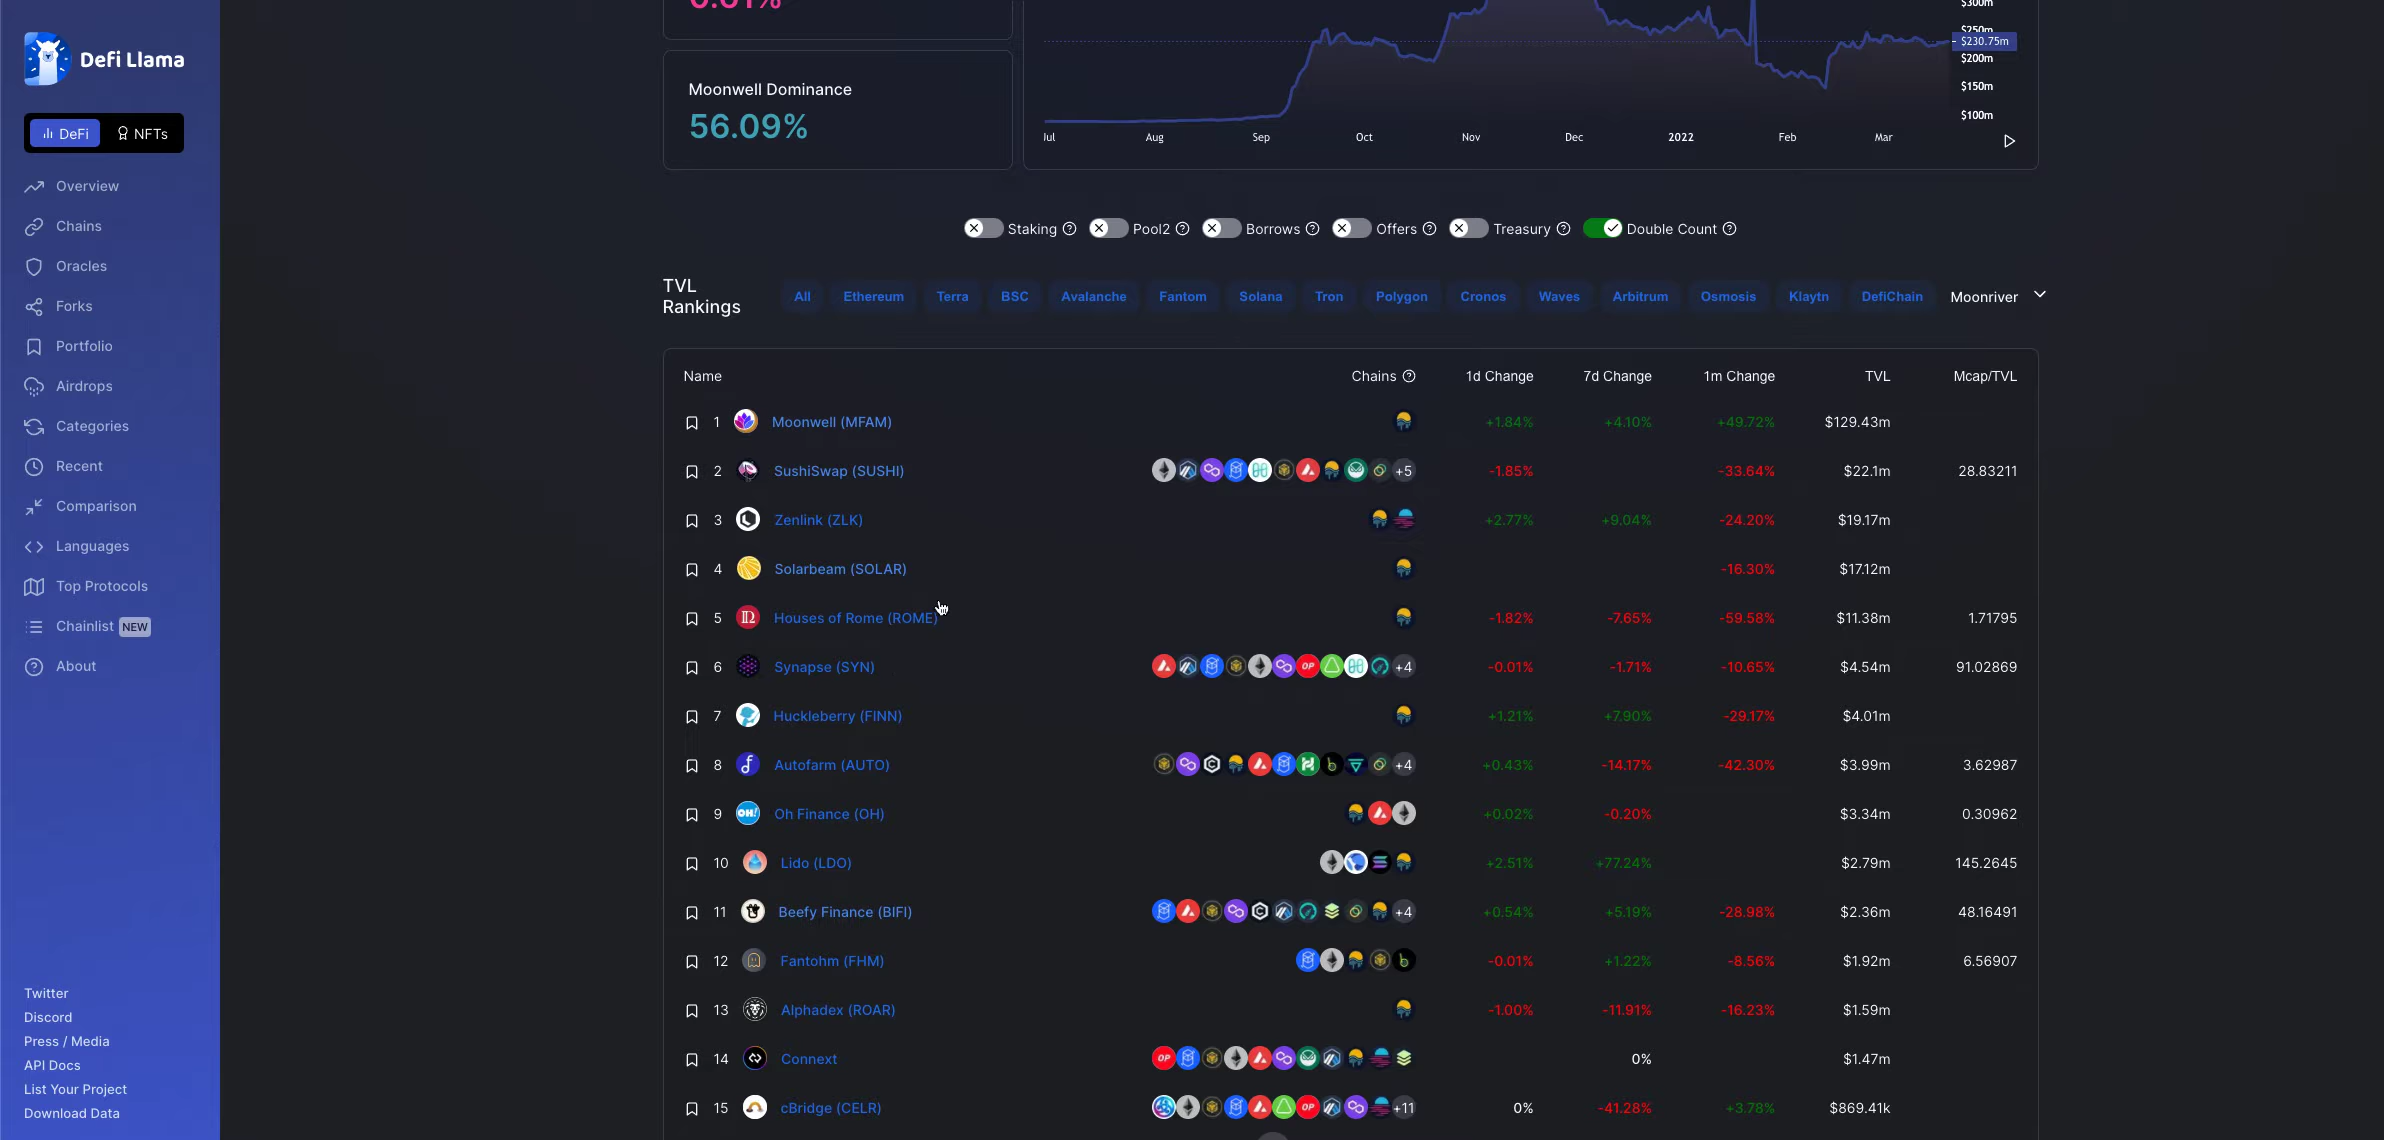 Defi Llama
DeFi NFTs
Overview
Chains
Oracles
Forks
Portfolio
Airdrops
Categories
Recent
Comparison
Languages
Top Protocols
Chainlist NEW
About
Twitter
Discord
Press / Media
API Docs
List Your Project
Download Data
Moonwell Dominance
56.09%
$300m
$250m
$230.75m
$200m
$150m
$100m
Jul Aug Sep Oct Nov Dec 2022 Feb Mar
Staking Pool2 Borrows Offers Treasury Double Count
TVL
Rankings
All Ethereum Terra BSC Avalanche Fantom Solana Tron Polygon Cronos Waves Arbitrum Osmosis Klaytn DefiChain Moonriver
Name Chains 1d Change 7d Change 1m Change TVL Mcap/TVL
1 Moonwell (MFAM) +1.84% +4.10% +49.72% $129.43m
2 SushiSwap (SUSHI) +5 -1.85% -33.64% $22.1m 28.83211
3 Zenlink (ZLK) +2.77% +9.04% -24.20% $19.17m
4 Solarbeam (SOLAR) -16.30% $17.12m
5 Houses of Rome (ROME) -1.82% -7.65% -59.58% $11.38m 1.71795
6 Synapse (SYN) OP +4 -0.01% -1.71% -10.65% $4.54m 91.02869
7 Huckleberry (FINN) +1.21% +7.90% -29.17% $4.01m
8 Autofarm (AUTO) +4 +0.43% -14.17% -42.30% $3.99m 3.62987
9 OH! Oh Finance (OH) +0.02% -0.20% $3.34m 0.30962
10 Lido (LDO) +2.51% +77.24% $2.79m 145.2645
11 Beefy Finance (BIFI) +4 +0.54% +5.19% -28.98% $2.36m 48.16491
12 Fantohm (FHM) -0.01% +1.22% -8.56% $1.92m 6.56907
13 Alphadex (ROAR) -1.00% -11.91% -16.23% $1.59m
14 Connext OP 0% $1.47m
15 cBridge (CELR) OP +11 0% -41.28% +3.78% $869.41k